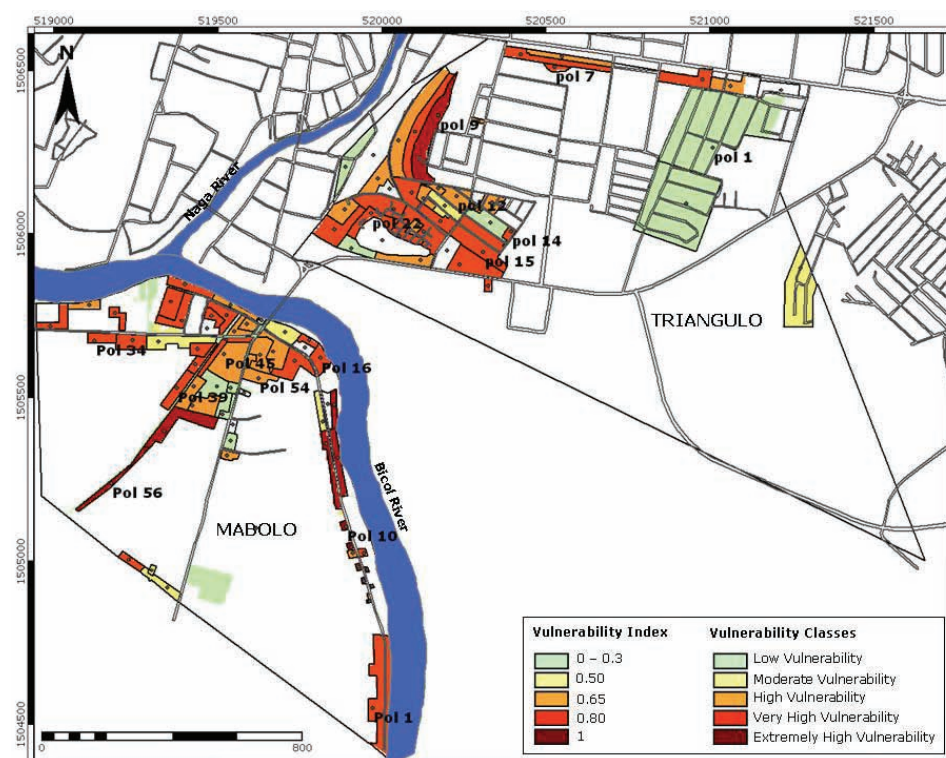 519000 519500 520000 520500 521000 521500
1506500
1506000
1505500
1505000
1504500
N
pol 7
pol 9
pol 1
Naga River
pol 12
pol 22
pol 14
pol 15
TRIANGULO
Pol 34
Pol 45
Pol 16
Pol 54
Pol 39
Pol 56
Bicol River
MABOLO
Pol 10
Pol 1
0 800
Vulnerability Index Vulnerability Classes
0 – 0.3 Low Vulnerability
0.50 Moderate Vulnerability
0.65 High Vulnerability
0.80 Very High Vulnerability
1 Extremely High Vulnerability